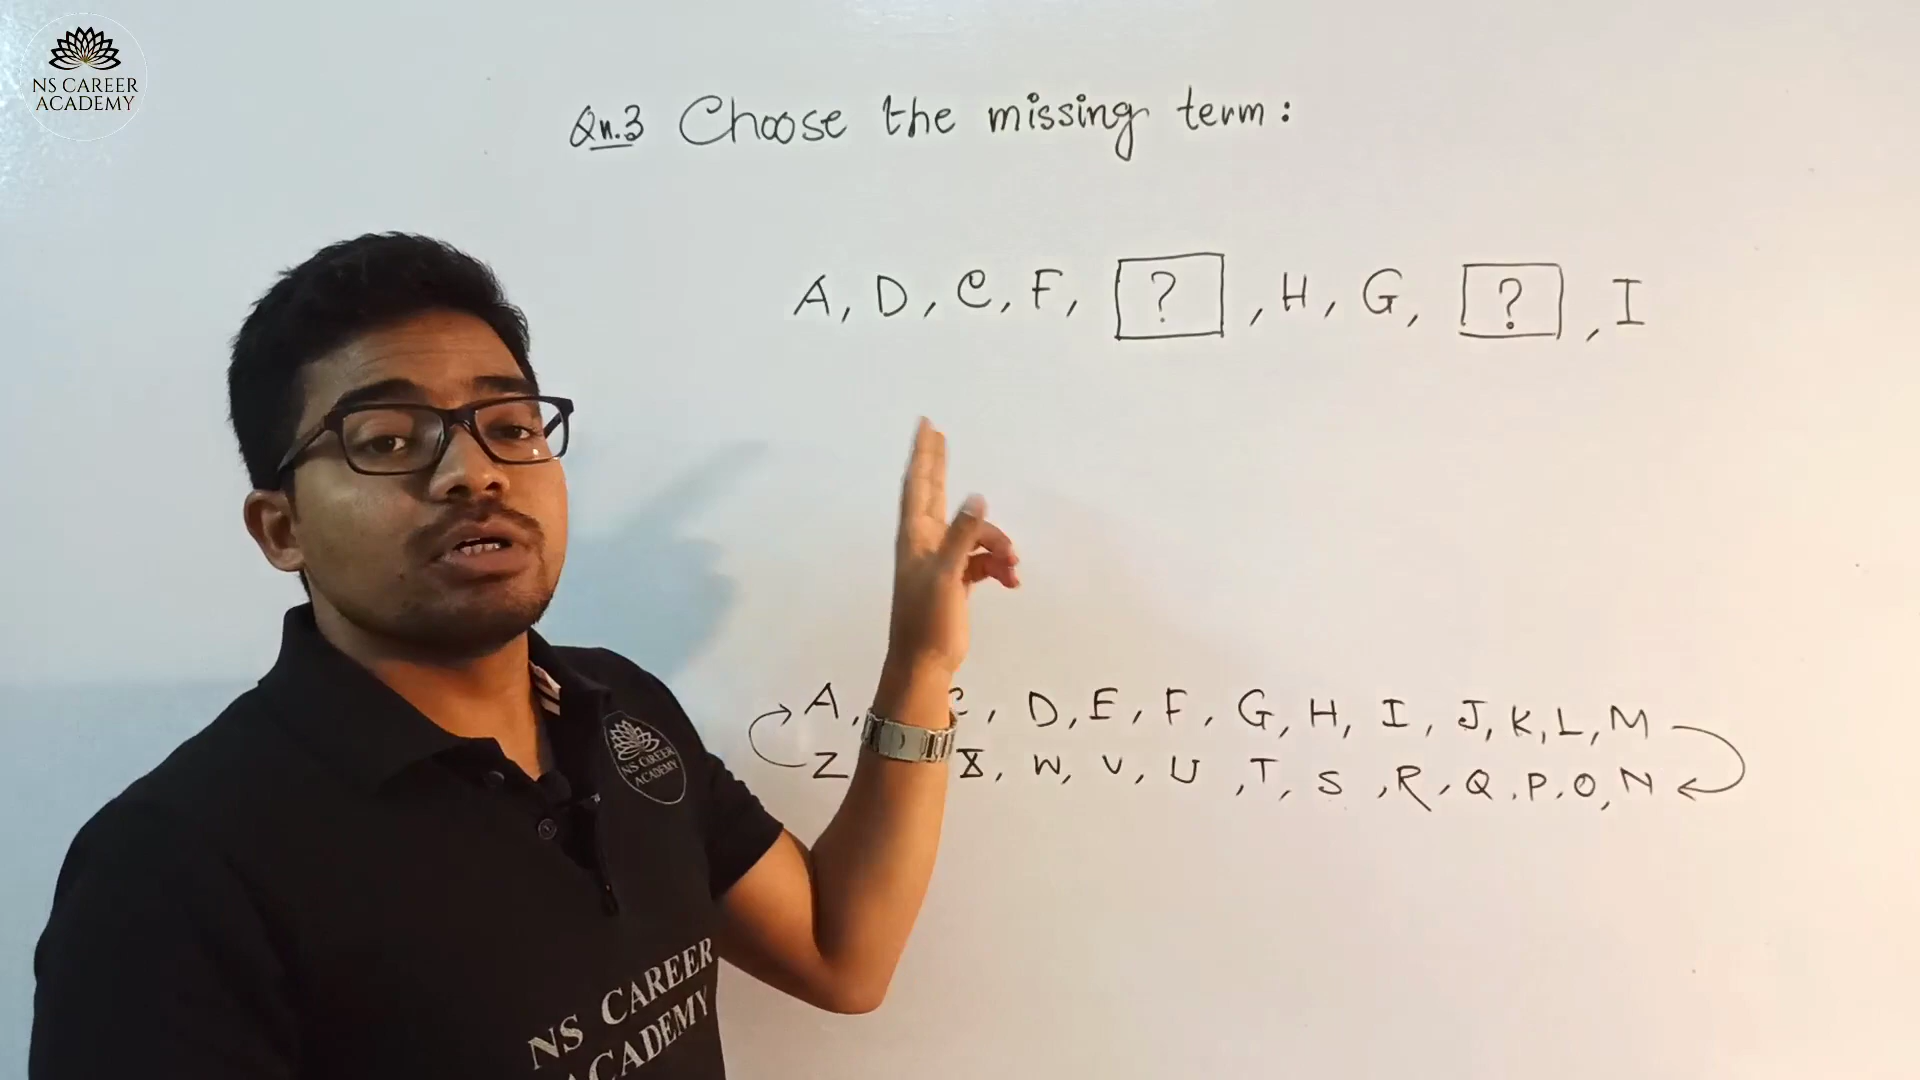 NS CAREER
ACADEMY
Qn.3 Choose the missing term:
A, D, C, F, ?, H, G, ?, I
A, C, D, E, F, G, H, I, J, K, L, M
Z X, W, V, U, T, S, R, Q, P, O, N
NS CAREER
ACADEMY
NS CAREER
ACADEMY